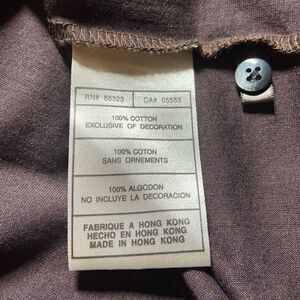 RN# 56323 CA# 05553
100% COTTON
EXCLUSIVE OF DECORATION
100% COTON
SANS ORNEMENTS
100% ALGODON
NO INCLUYE LA DECORACION
FABRIQUE A HONG KONG
HECHO EN HONG KONG
MADE IN HONG KONG